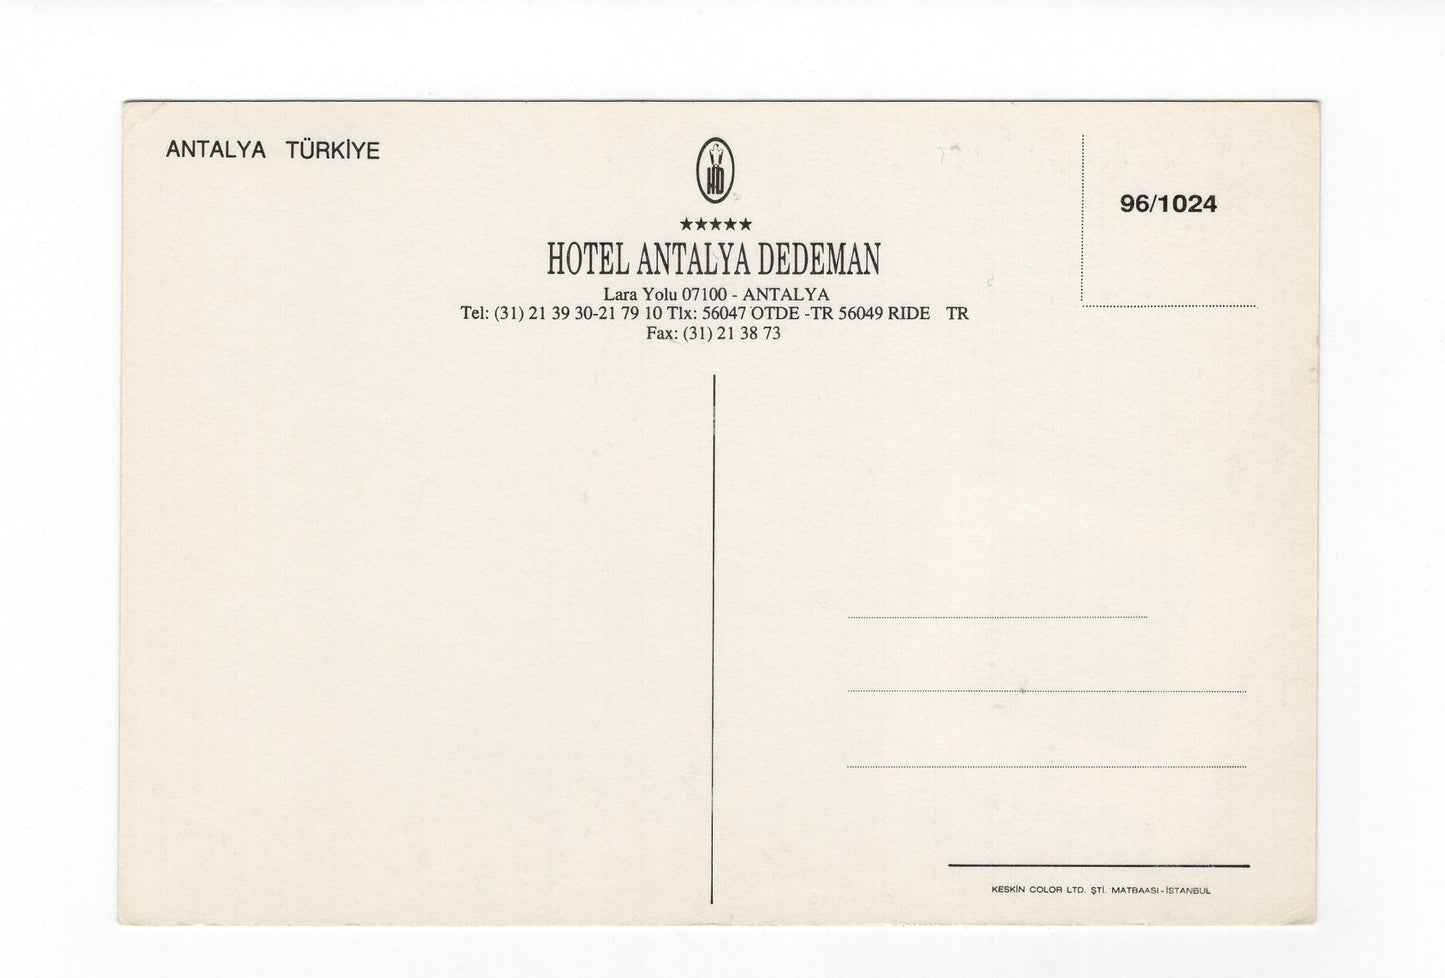 ANTALYA TÜRKİYE
HD
★★★★★
HOTEL ANTALYA DEDEMAN
Lara Yolu 07100 - ANTALYA
Tel: (31) 21 39 30-21 79 10 Tlx: 56047 OTDE -TR 56049 RIDE TR
Fax: (31) 21 38 73
96/1024
KESKİN COLOR LTD. ŞTİ. MATBAASI - İSTANBUL